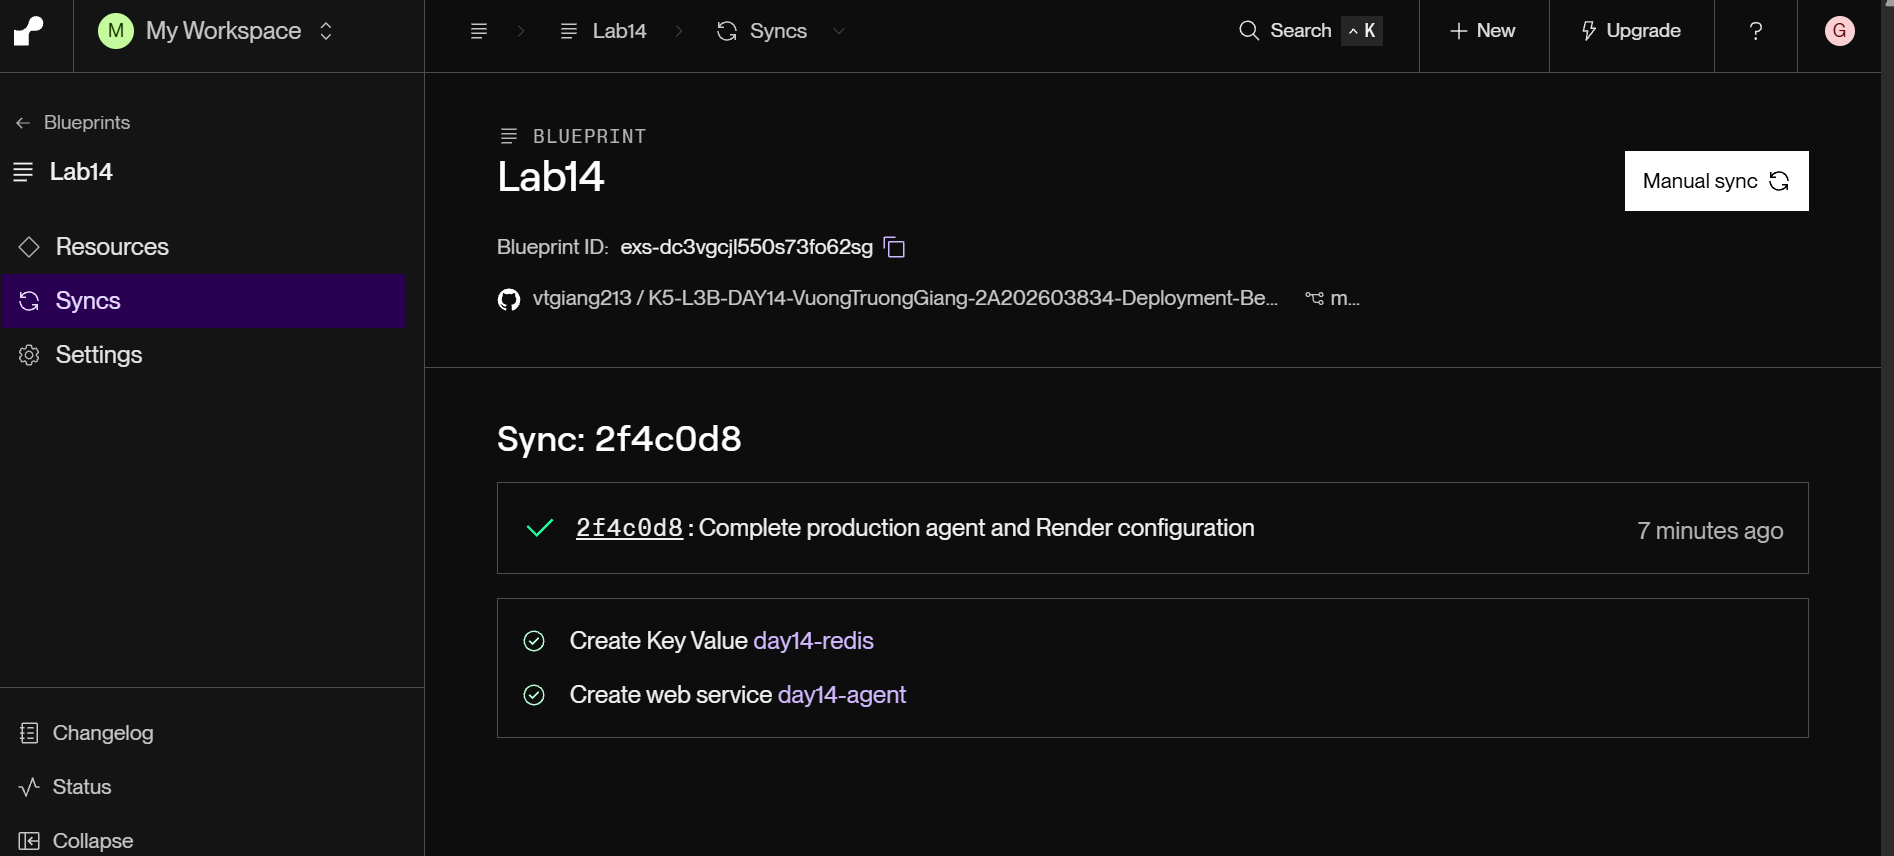 M My Workspace
Lab14
Syncs
Search ^ K
+ New
Upgrade
?
G
Blueprints
Lab14
Resources
Syncs
Settings
Changelog
Status
Collapse
BLUEPRINT
Lab14
Manual sync
Blueprint ID: exs-dc3vgcjl550s73fo62sg
vtgiang213 / K5-L3B-DAY14-VuongTruongGiang-2A202603834-Deployment-Be... m...
Sync: 2f4c0d8
2f4c0d8: Complete production agent and Render configuration
7 minutes ago
Create Key Value day14-redis
Create web service day14-agent